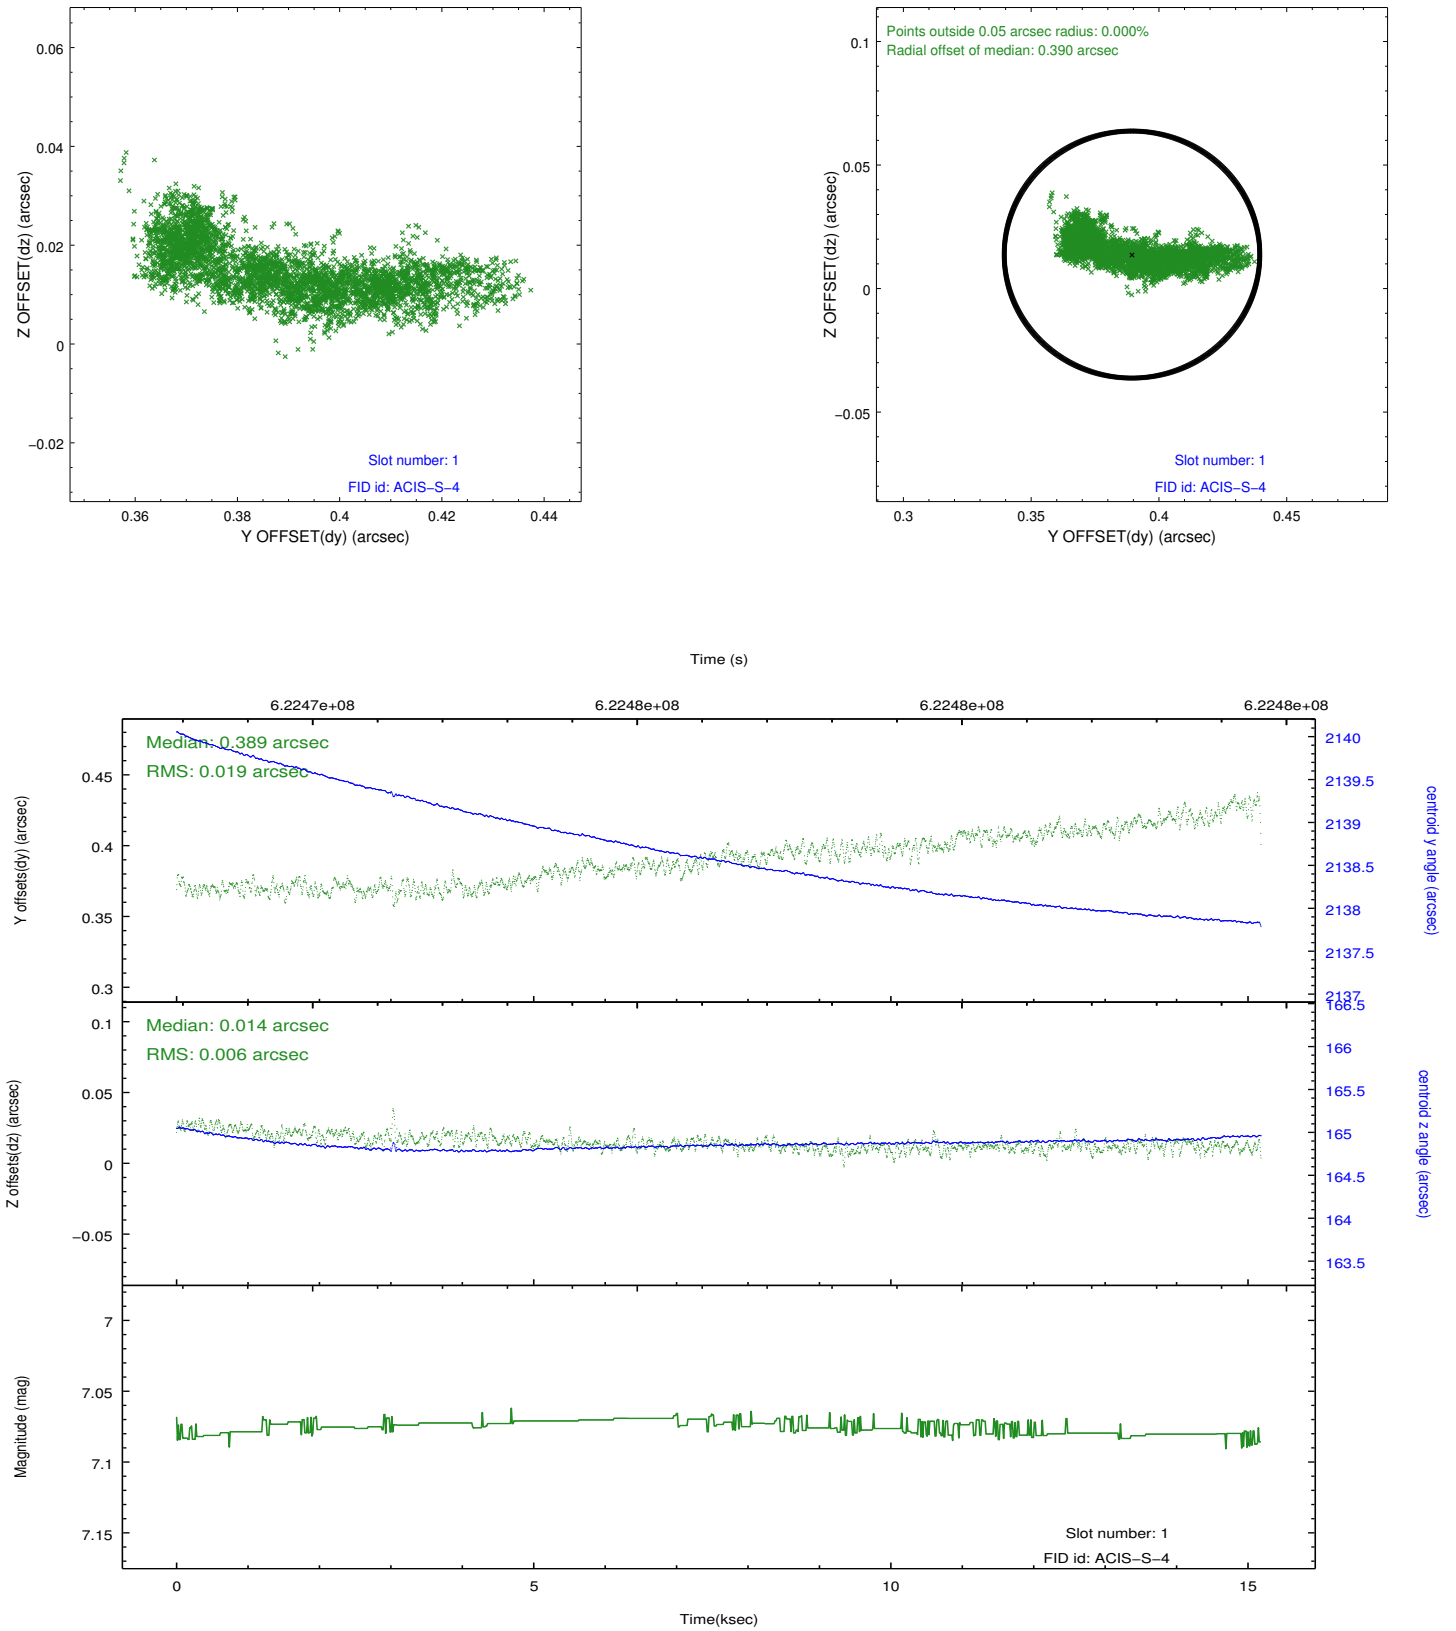 0.06
0.04
0.02
0
−0.02
Z OFFSET(dz) (arcsec)
Slot number: 1
FID id: ACIS−S−4
0.36 0.38 0.4 0.42 0.44
Y OFFSET(dy) (arcsec)
Points outside 0.05 arcsec radius: 0.000%
Radial offset of median: 0.390 arcsec
0.1
0.05
0
−0.05
Z OFFSET(dz) (arcsec)
Slot number: 1
FID id: ACIS−S−4
0.3 0.35 0.4 0.45
Y OFFSET(dy) (arcsec)
Time (s)
6.2247e+08 6.2248e+08 6.2248e+08 6.2248e+08
Median: 0.389 arcsec
RMS: 0.019 arcsec
0.45
0.4
0.35
0.3
Y offsets(dy) (arcsec)
2140
2139.5
2139
2138.5
2138
2137.5
2137
centroid y angle (arcsec)
Median: 0.014 arcsec
RMS: 0.006 arcsec
0.1
0.05
0
−0.05
Z offsets(dz) (arcsec)
166.5
166
165.5
165
164.5
164
163.5
centroid z angle (arcsec)
7
7.05
7.1
7.15
Magnitude (mag)
Slot number: 1
FID id: ACIS−S−4
0 5 10 15
Time(ksec)